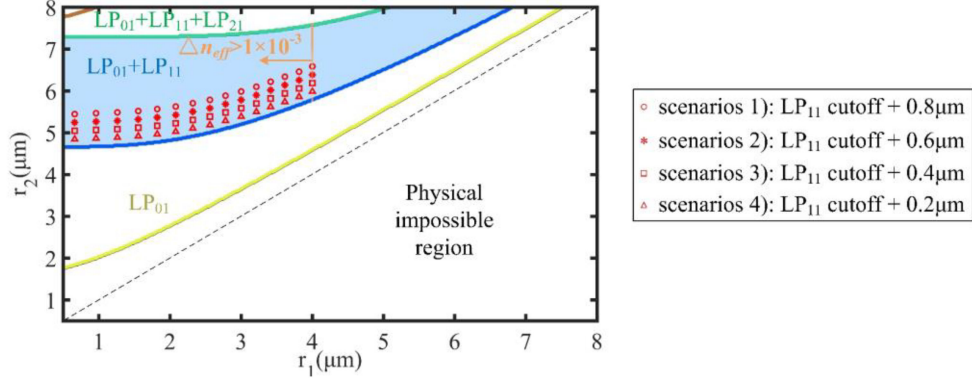 8
7
6
5
4
3
2
1
r2(μm)
LP01+LP11+LP21
△neff>1×10-3
LP01+LP11
LP01
Physical
impossible
region
1 2 3 4 5 6 7 8
r1(μm)
scenarios 1): LP11 cutoff + 0.8μm
scenarios 2): LP11 cutoff + 0.6μm
scenarios 3): LP11 cutoff + 0.4μm
scenarios 4): LP11 cutoff + 0.2μm